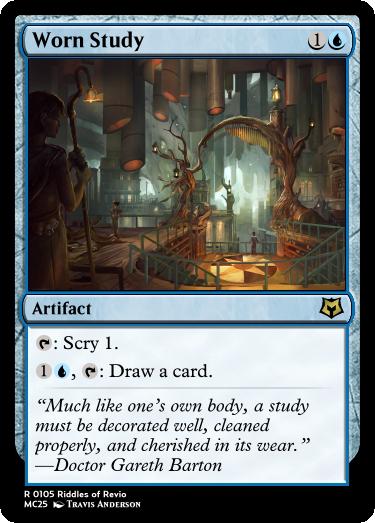 Worn Study 1
Artifact
: Scry 1.
1, : Draw a card.
“Much like one’s own body, a study
must be decorated well, cleaned
properly, and cherished in its wear.”
—Doctor Gareth Barton
R 0105 Riddles of Revio
MC25 Travis Anderson